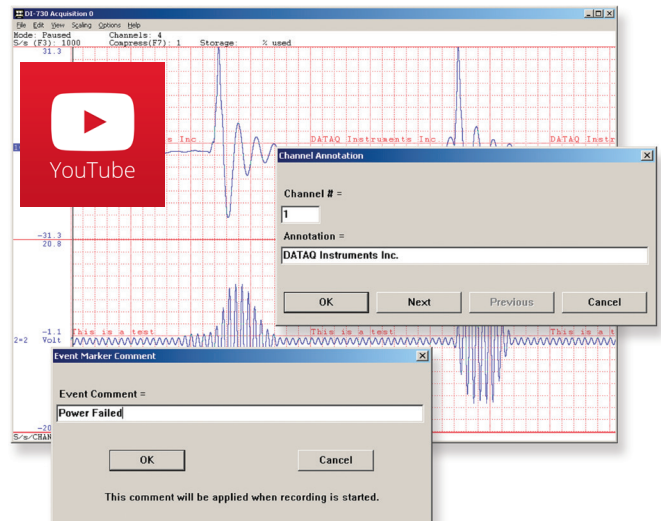 DI-730 Acquisition 0
File Edit View Scaling Options Help
Mode: Paused Channels: 4
S/s (F3): 1000 Compress(F7): 1 Storage: % used
31.3
YouTube
s Inc
DATAQ Instruments Inc
DATAQ Instr
1
-31.3
20.8
Channel Annotation
Channel # =
1
Annotation =
DATAQ Instruments Inc.
OK Next Previous Cancel
-1.1 This is a test This is a test This is a t
2=2 Volt
Event Marker Comment
Event Comment =
Power Failed
OK Cancel
This comment will be applied when recording is started.
-20
S/s/CHAN